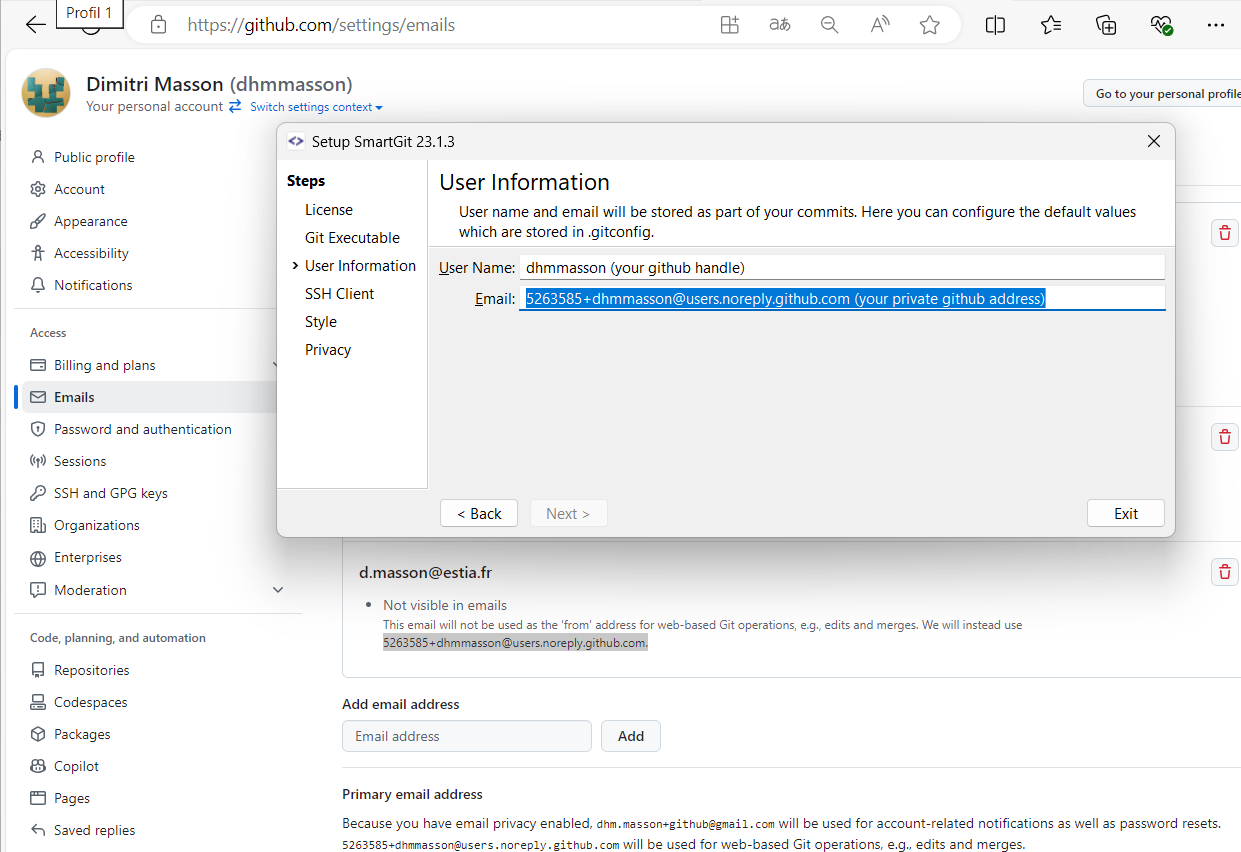 Profil 1
https://github.com/settings/emails
Dimitri Masson (dhmmasson)
Your personal account Switch settings context
Go to your personal profile
Public profile
Account
Appearance
Accessibility
Notifications
Access
Billing and plans
Emails
Password and authentication
Sessions
SSH and GPG keys
Organizations
Enterprises
Moderation
Code, planning, and automation
Repositories
Codespaces
Packages
Copilot
Pages
Saved replies
Setup SmartGit 23.1.3
Steps
License
Git Executable
User Information
SSH Client
Style
Privacy
User Information
User name and email will be stored as part of your commits. Here you can configure the default values
which are stored in .gitconfig.
User Name: dhmmasson (your github handle)
Email: 5263585+dhmmasson@users.noreply.github.com (your private github address)
< Back Next > Exit
d.masson@estia.fr
Not visible in emails
This email will not be used as the 'from' address for web-based Git operations, e.g., edits and merges. We will instead use
5263585+dhmmasson@users.noreply.github.com.
Add email address
Email address Add
Primary email address
Because you have email privacy enabled, dhm.masson+github@gmail.com will be used for account-related notifications as well as password resets.
5263585+dhmmasson@users.noreply.github.com will be used for web-based Git operations, e.g., edits and merges.